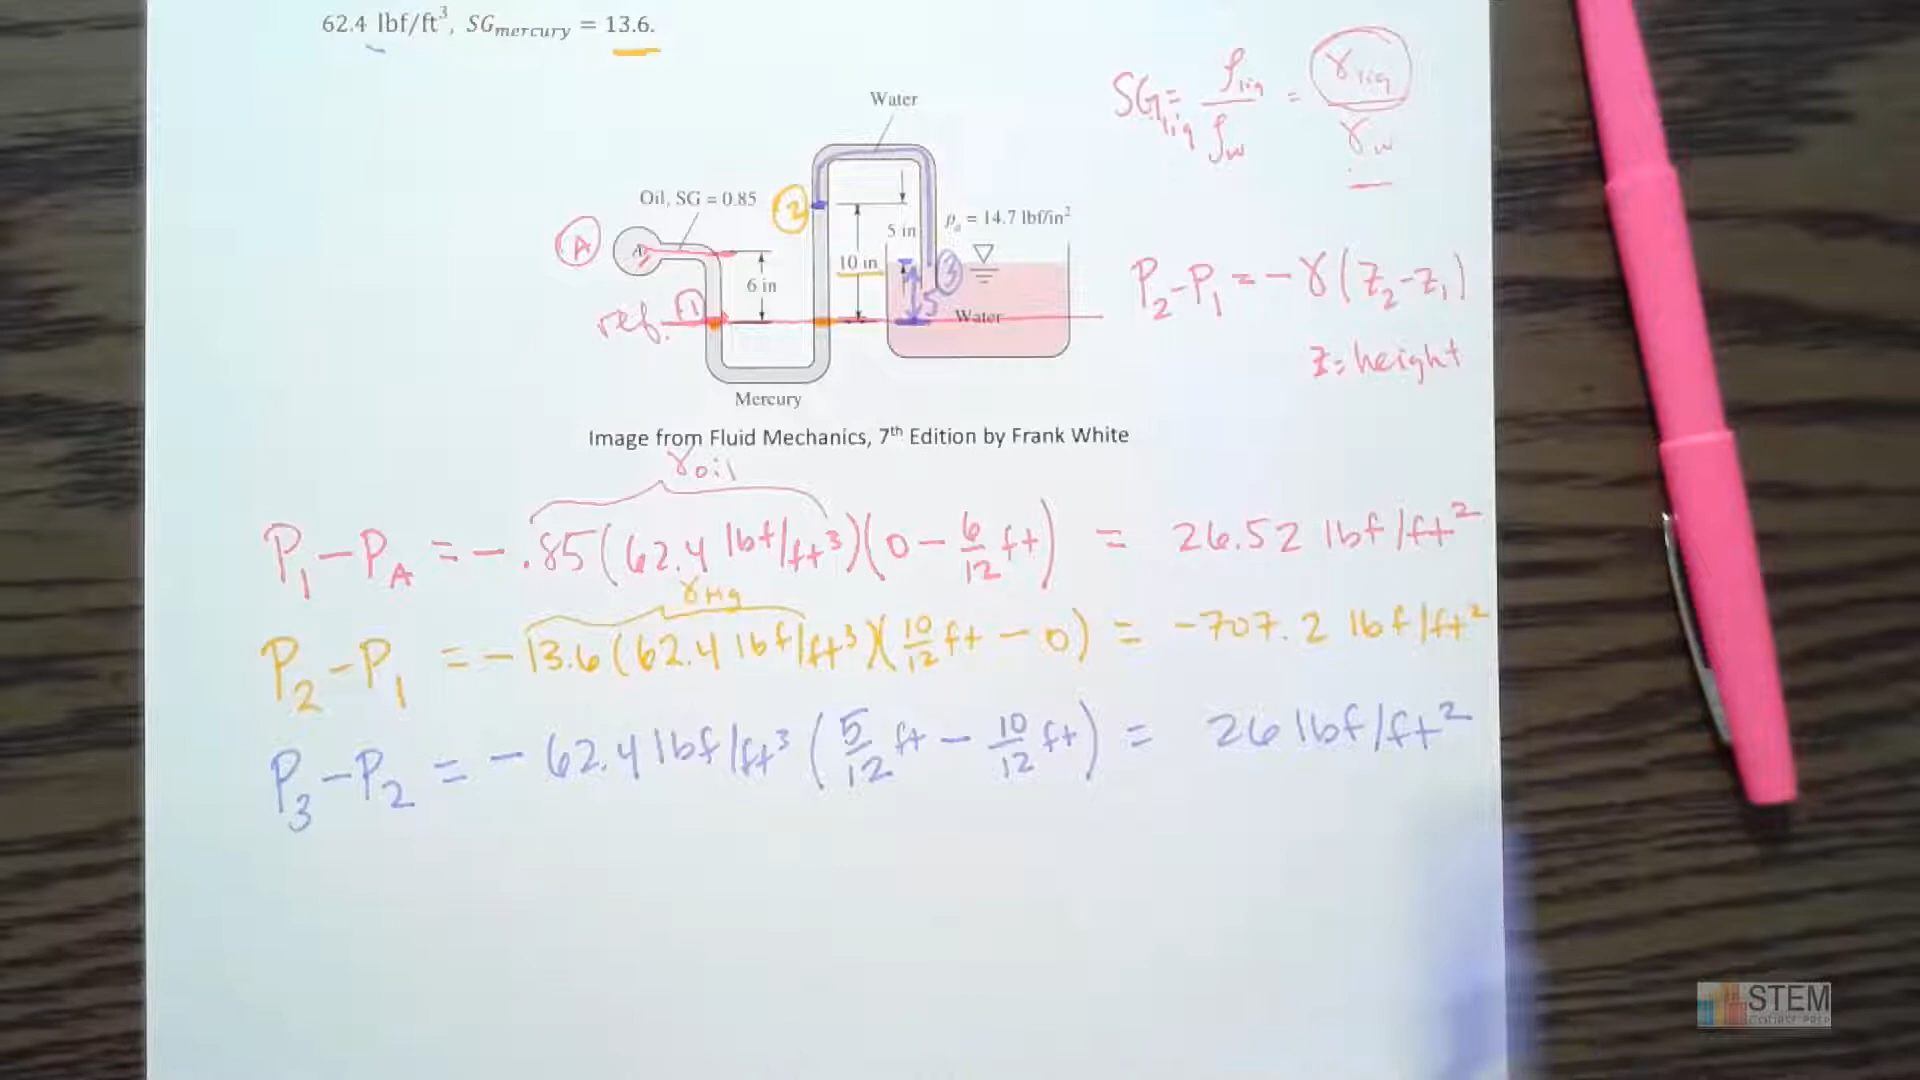 62.4 lbf/ft³, SG_mercury = 13.6.
Water
SG_liq = ρ_liq / ρ_w = γ_liq / γ_w
Oil, SG = 0.85
2
p_a = 14.7 lbf/in²
A
A
5 in
10 in
3
6 in
P₂-P₁ = -γ(z₂-z₁)
ref.
1
5
Water
z = height
Mercury
Image from Fluid Mechanics, 7th Edition by Frank White
γoil
P₁-P_A = -.85(62.4 lbf/ft³)(0 - 6/12 ft) = 26.52 lbf/ft²
γHg
P₂-P₁ = -13.6(62.4 lbf/ft³)(10/12 ft - 0) = -707.2 lbf/ft²
P₃-P₂ = -62.4 lbf/ft³ (5/12 ft - 10/12 ft) = 26 lbf/ft²
STEM